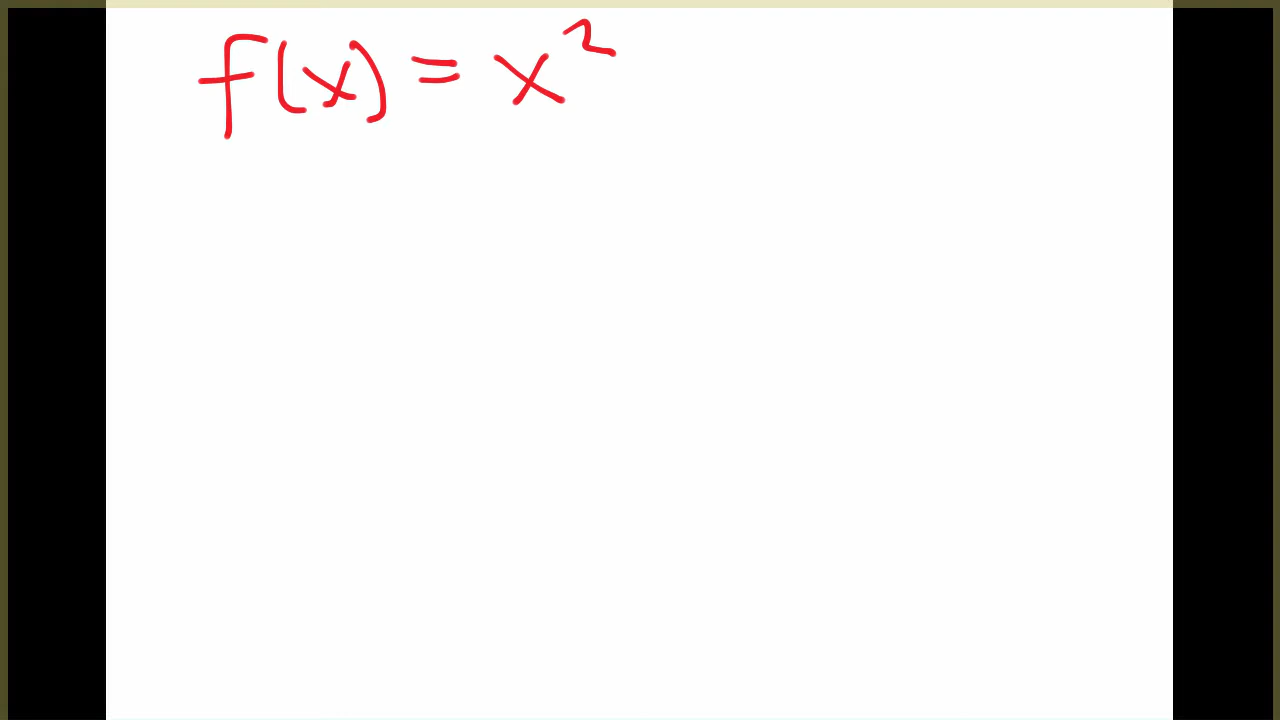 f(x) = x²